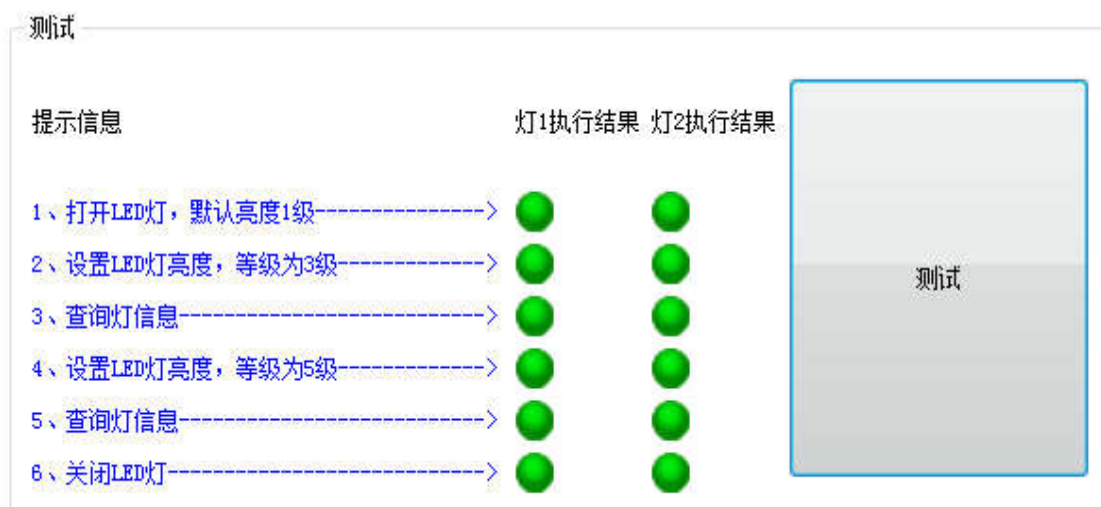 测试
提示信息 灯1执行结果 灯2执行结果
1、打开LED灯，默认亮度1级--------------->
2、设置LED灯亮度，等级为3级------------->
3、查询灯信息--------------------------->
4、设置LED灯亮度，等级为5级------------->
5、查询灯信息--------------------------->
6、关闭LED灯---------------------------->
测试